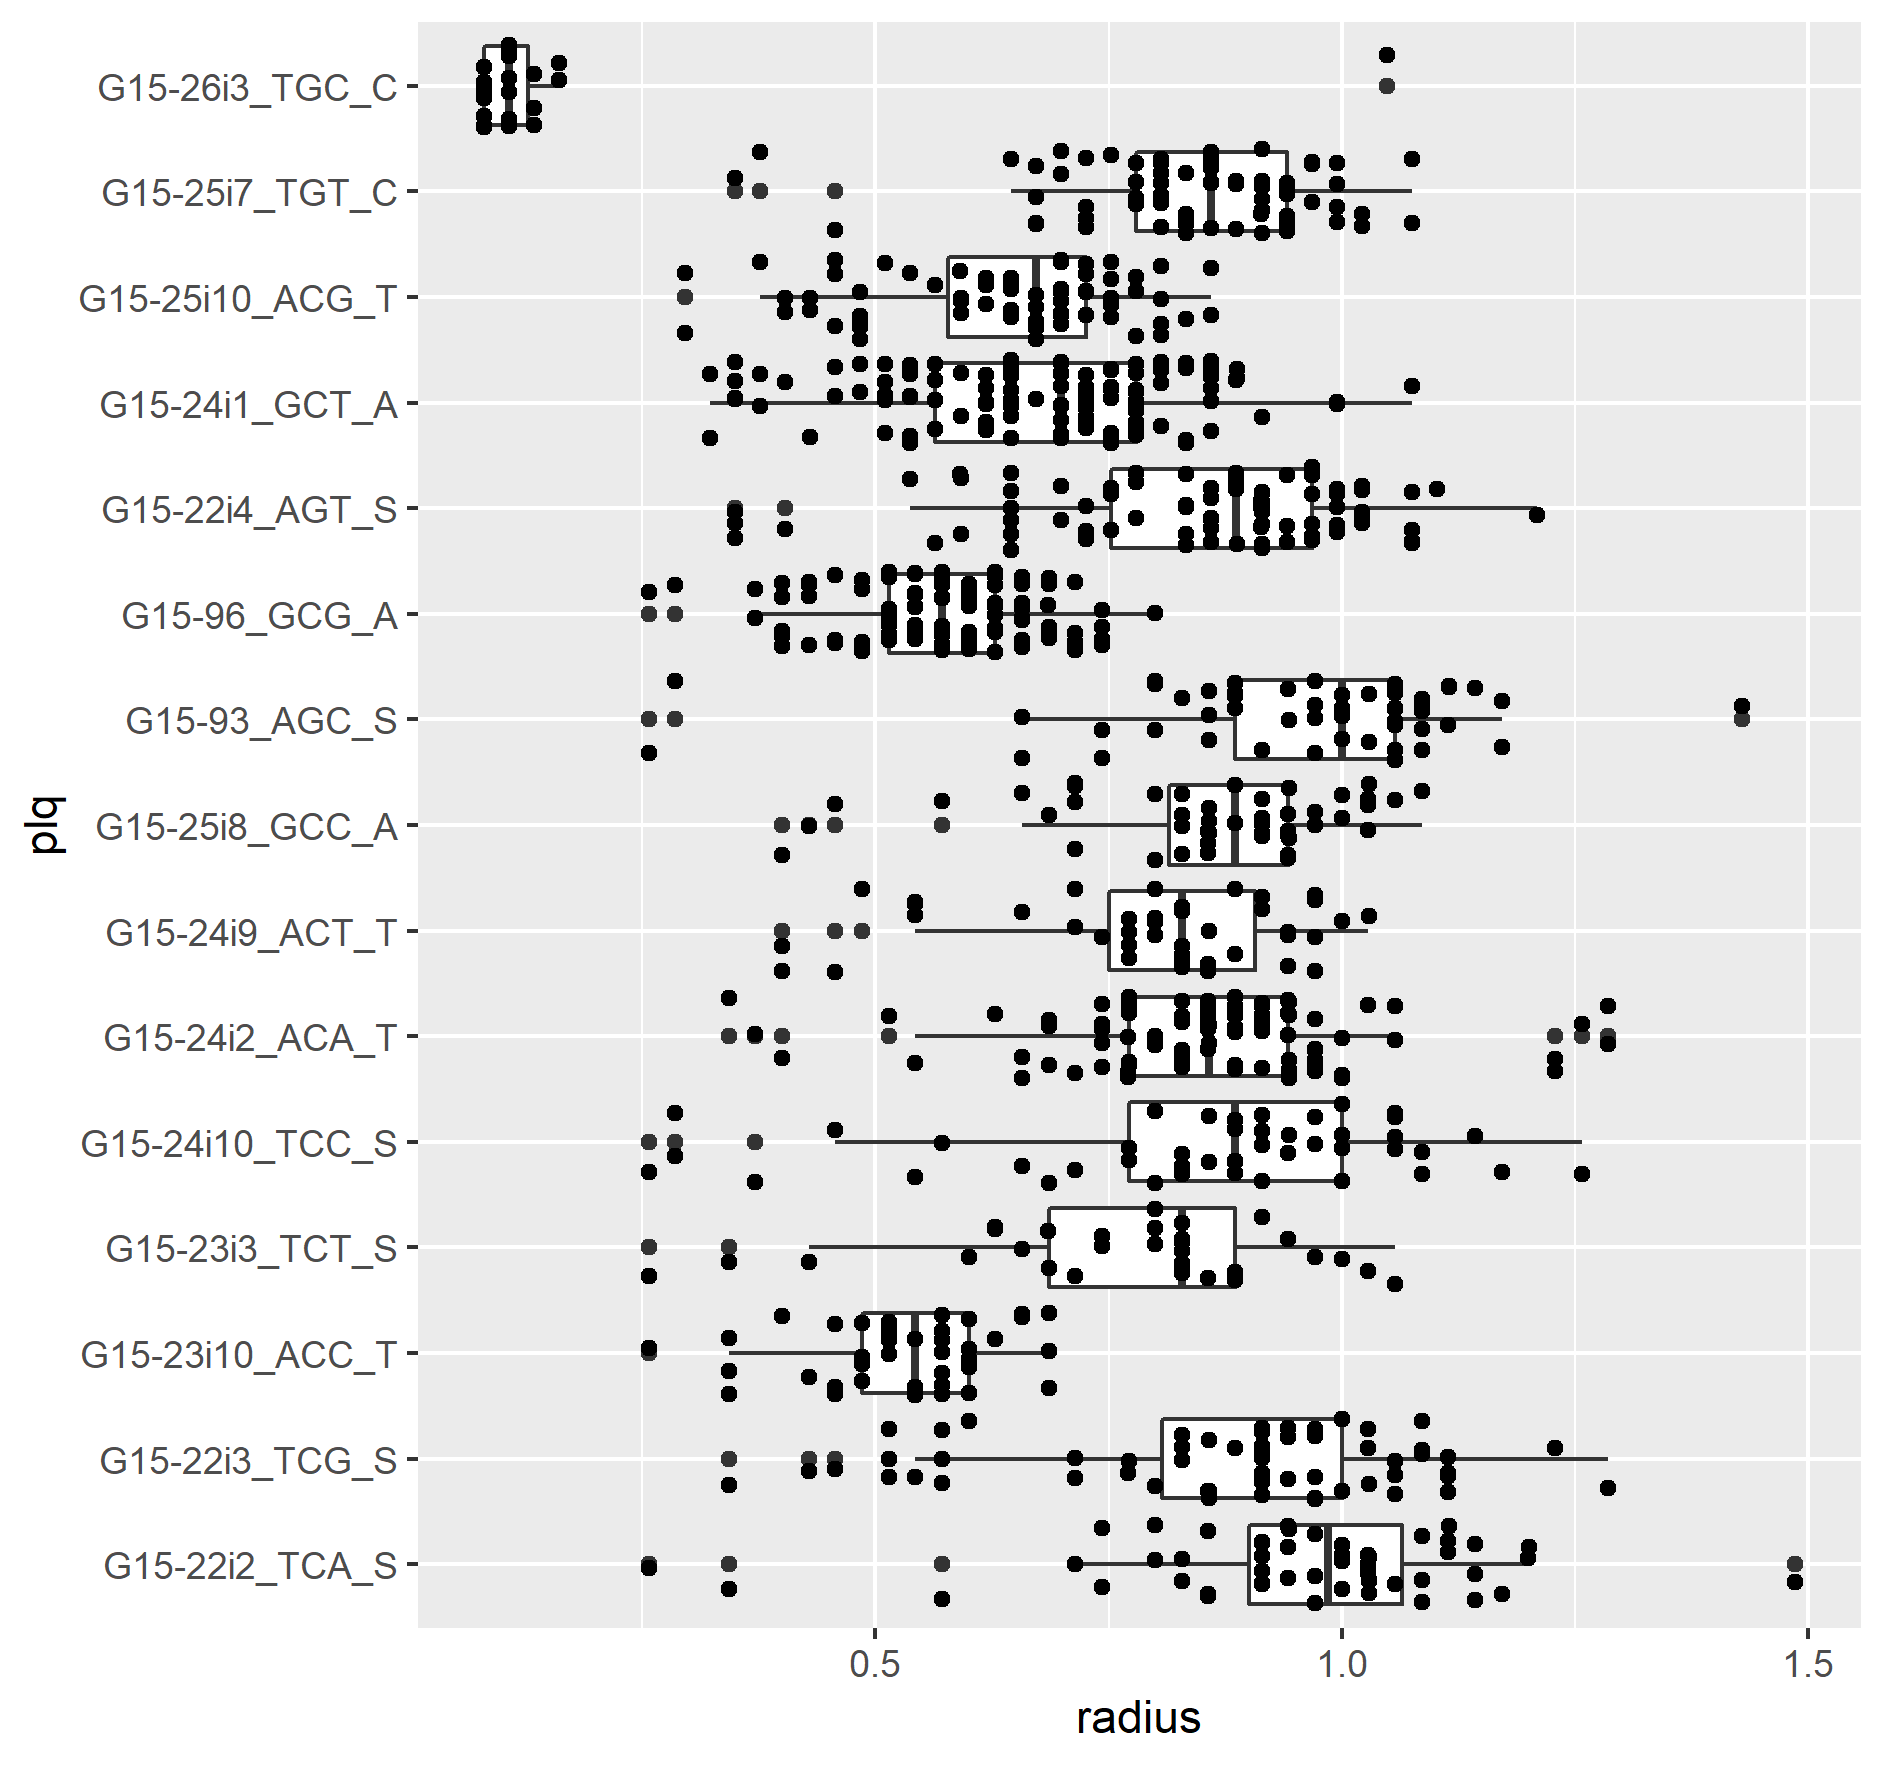 G15-26i3_TGC_C
G15-25i7_TGT_C
G15-25i10_ACG_T
G15-24i1_GCT_A
G15-22i4_AGT_S
G15-96_GCG_A
G15-93_AGC_S
G15-25i8_GCC_A
G15-24i9_ACT_T
G15-24i2_ACA_T
G15-24i10_TCC_S
G15-23i3_TCT_S
G15-23i10_ACC_T
G15-22i3_TCG_S
G15-22i2_TCA_S
plq
0.5 1.0 1.5
radius